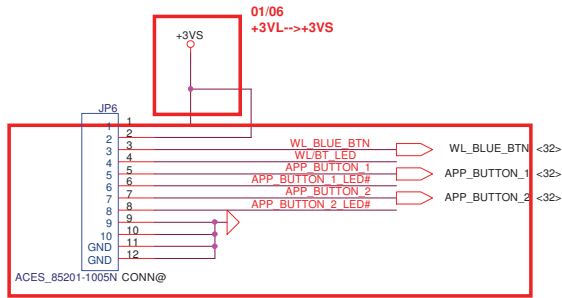 01/06
+3VL-->+3VS
+3VS
JP6
1 1
2 2
3 3 WL_BLUE_BTN WL_BLUE_BTN <32>
4 4 WL/BT_LED
5 5 APP_BUTTON_1 APP_BUTTON_1 <32>
6 6 APP_BUTTON_1_LED#
7 7 APP_BUTTON_2 APP_BUTTON_2 <32>
8 8 APP_BUTTON_2_LED#
9 9
10 10
GND 11
GND 12
ACES_85201-1005N CONN@